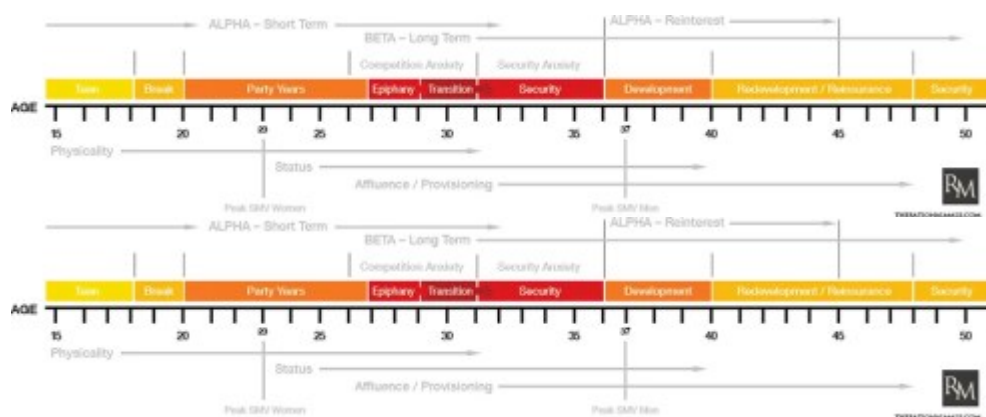 ALPHA – Short Term
ALPHA – Reinterest
BETA – Long Term
Competition Anxiety
Security Anxiety
Teen
Break
Party Years
Epiphany
Transition
Security
Development
Redevelopment / Reinsurance
Security
AGE
15
20
23
25
30
35
37
40
45
50
Physicality
Status
Affluence / Provisioning
RM
Peak SMV Women
Peak SMV Men
THERATIONALMALE.COM
ALPHA – Short Term
ALPHA – Reinterest
BETA – Long Term
Competition Anxiety
Security Anxiety
Teen
Break
Party Years
Epiphany
Transition
Security
Development
Redevelopment / Reinsurance
Security
AGE
15
20
23
25
30
35
37
40
45
50
Physicality
Status
Affluence / Provisioning
RM
Peak SMV Women
Peak SMV Men